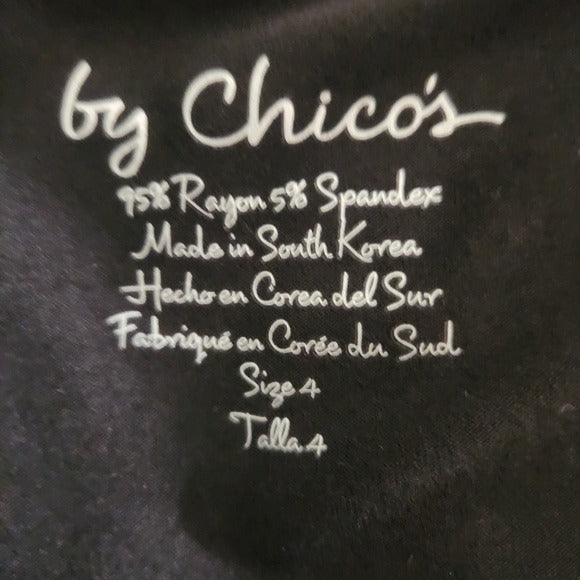 by Chico's
95% Rayon 5% Spandex
Made in South Korea
Hecho en Corea del Sur
Fabriqué en Corée du Sud
Size 4
Talla 4